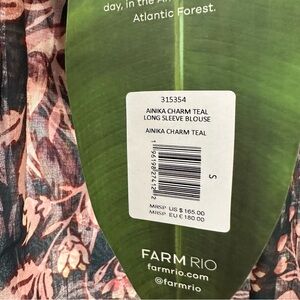 day, in the
Atlantic Forest.
315354
AINIKA CHARM TEAL
LONG SLEEVE BLOUSE
AINIKA CHARM TEAL
S
MRSP US $ 165.00
MRSP EU € 180.00
FARM RIO
farmrio.com
@farmrio